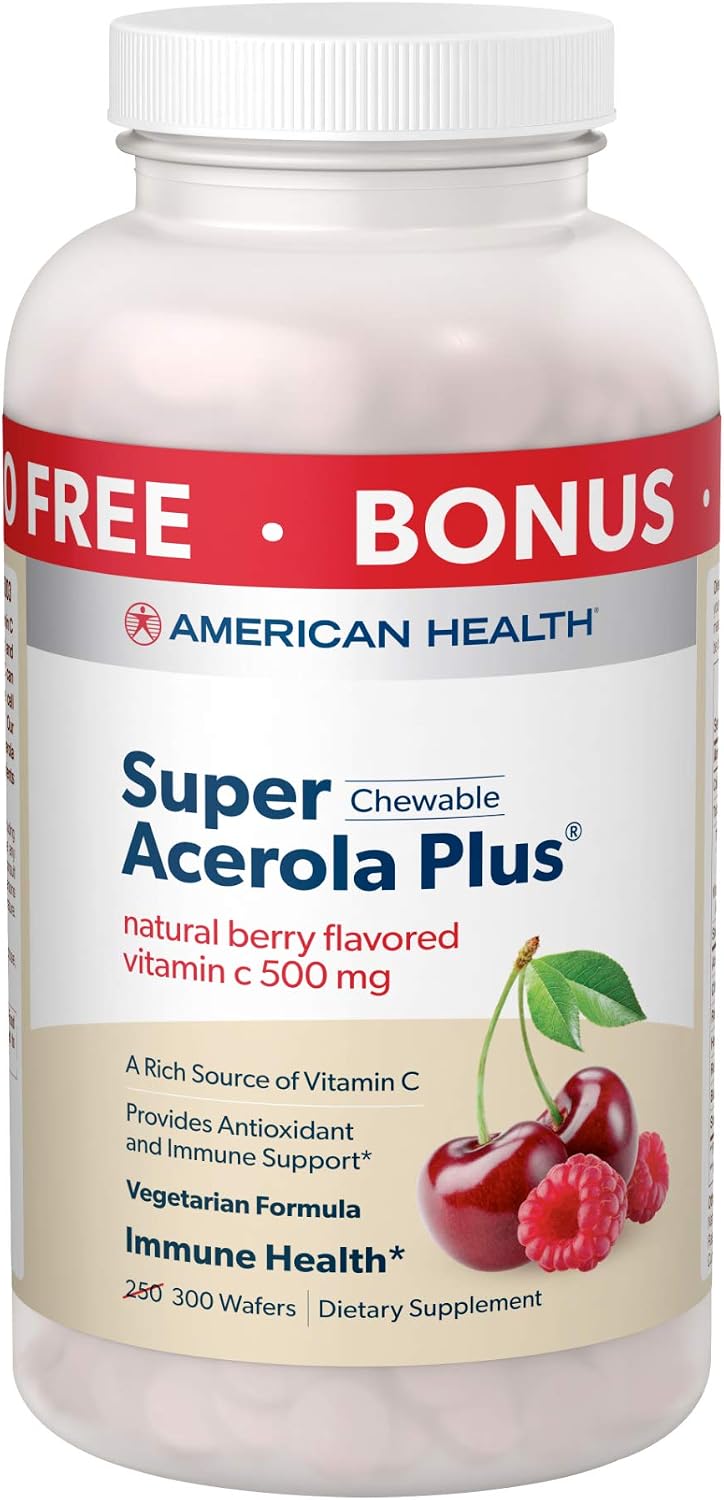 0 FREE • BONUS •
AMERICAN HEALTH®
Super Chewable
Acerola Plus®
natural berry flavored
vitamin c 500 mg
A Rich Source of Vitamin C
Provides Antioxidant
and Immune Support*
Vegetarian Formula
Immune Health*
250 300 Wafers | Dietary Supplement